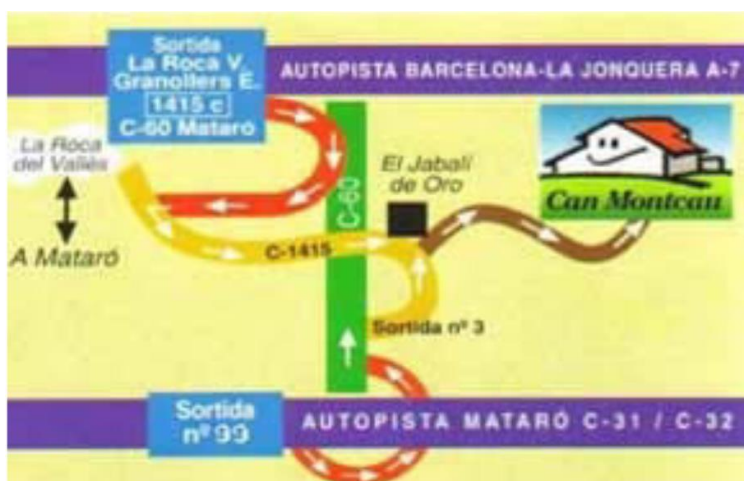 Sortida
La Roca V.
Granollers E.
1415 c
C-60 Mataró
AUTOPISTA BARCELONA-LA JONQUERA A-7
La Roca
del Vallès
A Mataró
El Jabalí
de Oro
Can Montcau
C-60
C-1415
Sortida nº 3
Sortida
nº 99
AUTOPISTA MATARÓ C-31 / C-32